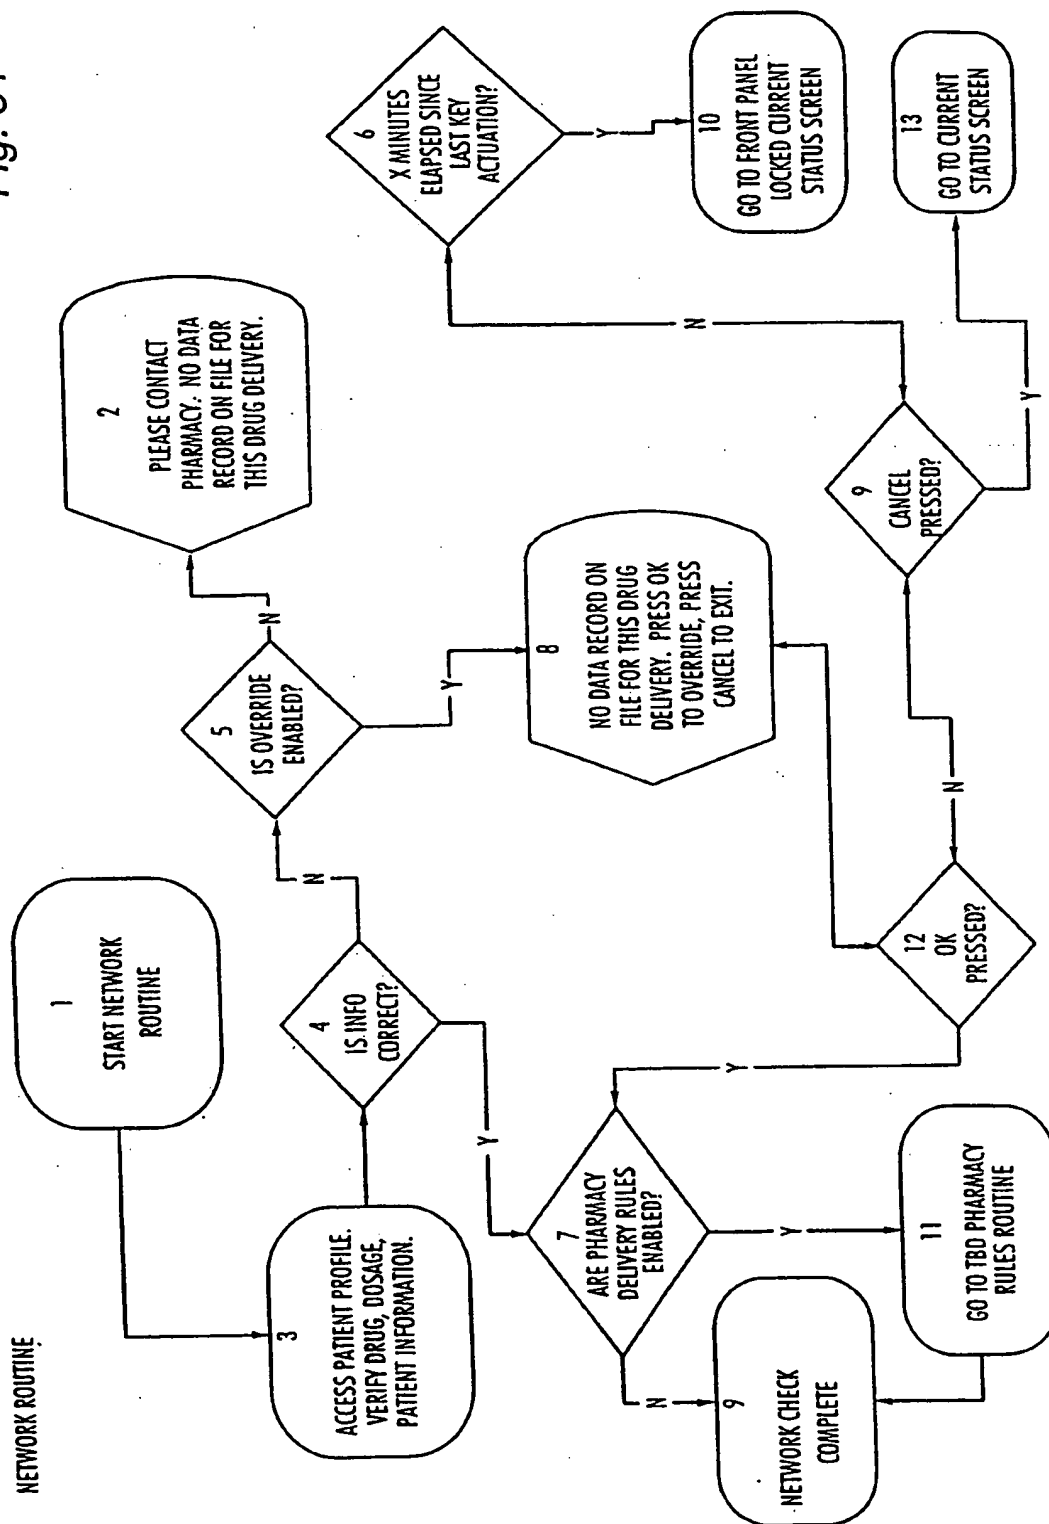 NETWORK ROUTINE
1
START NETWORK
ROUTINE
2
PLEASE CONTACT
PHARMACY. NO DATA
RECORD ON FILE FOR
THIS DRUG DELIVERY.
3
ACCESS PATIENT PROFILE.
VERIFY DRUG, DOSAGE,
PATIENT INFORMATION.
4
IS INFO
CORRECT?
N
Y
5
IS OVERRIDE
ENABLED?
N
Y
6
X MINUTES
ELAPSED SINCE
LAST KEY
ACTUATION?
Y
N
7
ARE PHARMACY
DELIVERY RULES
ENABLED?
N
Y
8
NO DATA RECORD ON
FILE FOR THIS DRUG
DELIVERY. PRESS OK
TO OVERRIDE, PRESS
CANCEL TO EXIT.
9
CANCEL
PRESSED?
N
Y
10
GO TO FRONT PANEL
LOCKED CURRENT
STATUS SCREEN
9
NETWORK CHECK
COMPLETE
11
GO TO TBD PHARMACY
RULES ROUTINE
12
OK
PRESSED?
Y
13
GO TO CURRENT
STATUS SCREEN